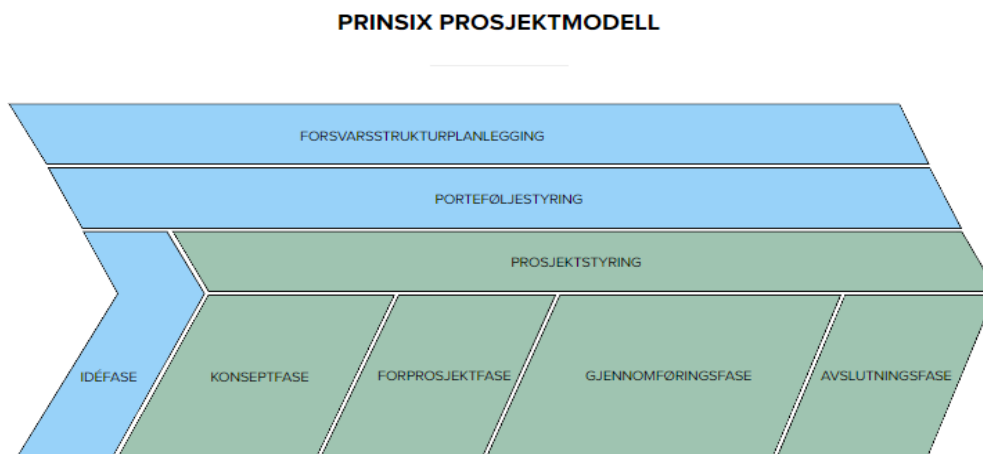 PRINSIX PROSJEKTMODELL
FORSVARSSTRUKTURPLANLEGGING
PORTEFØLJESTYRING
PROSJEKTSTYRING
IDÉFASE
KONSEPTFASE
FORPROSJEKTFASE
GJENNOMFØRINGSFASE
AVSLUTNINGSFASE